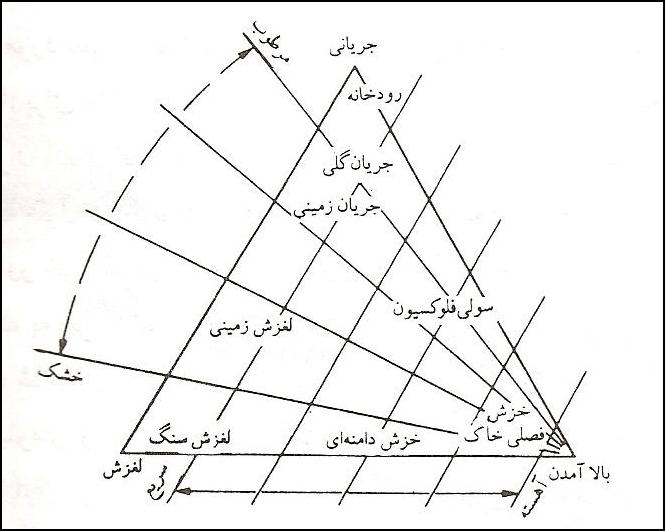 جریانی
مرطوب
رودخانه
جریان گلی
جریان زمینی
سولی فلوکسیون
لغزش زمینی
خشک
خزش
فصلی خاک
خزش دامنه‌ای
لغزش سنگ
لغزش
بالا آمدن
سریع
آهسته